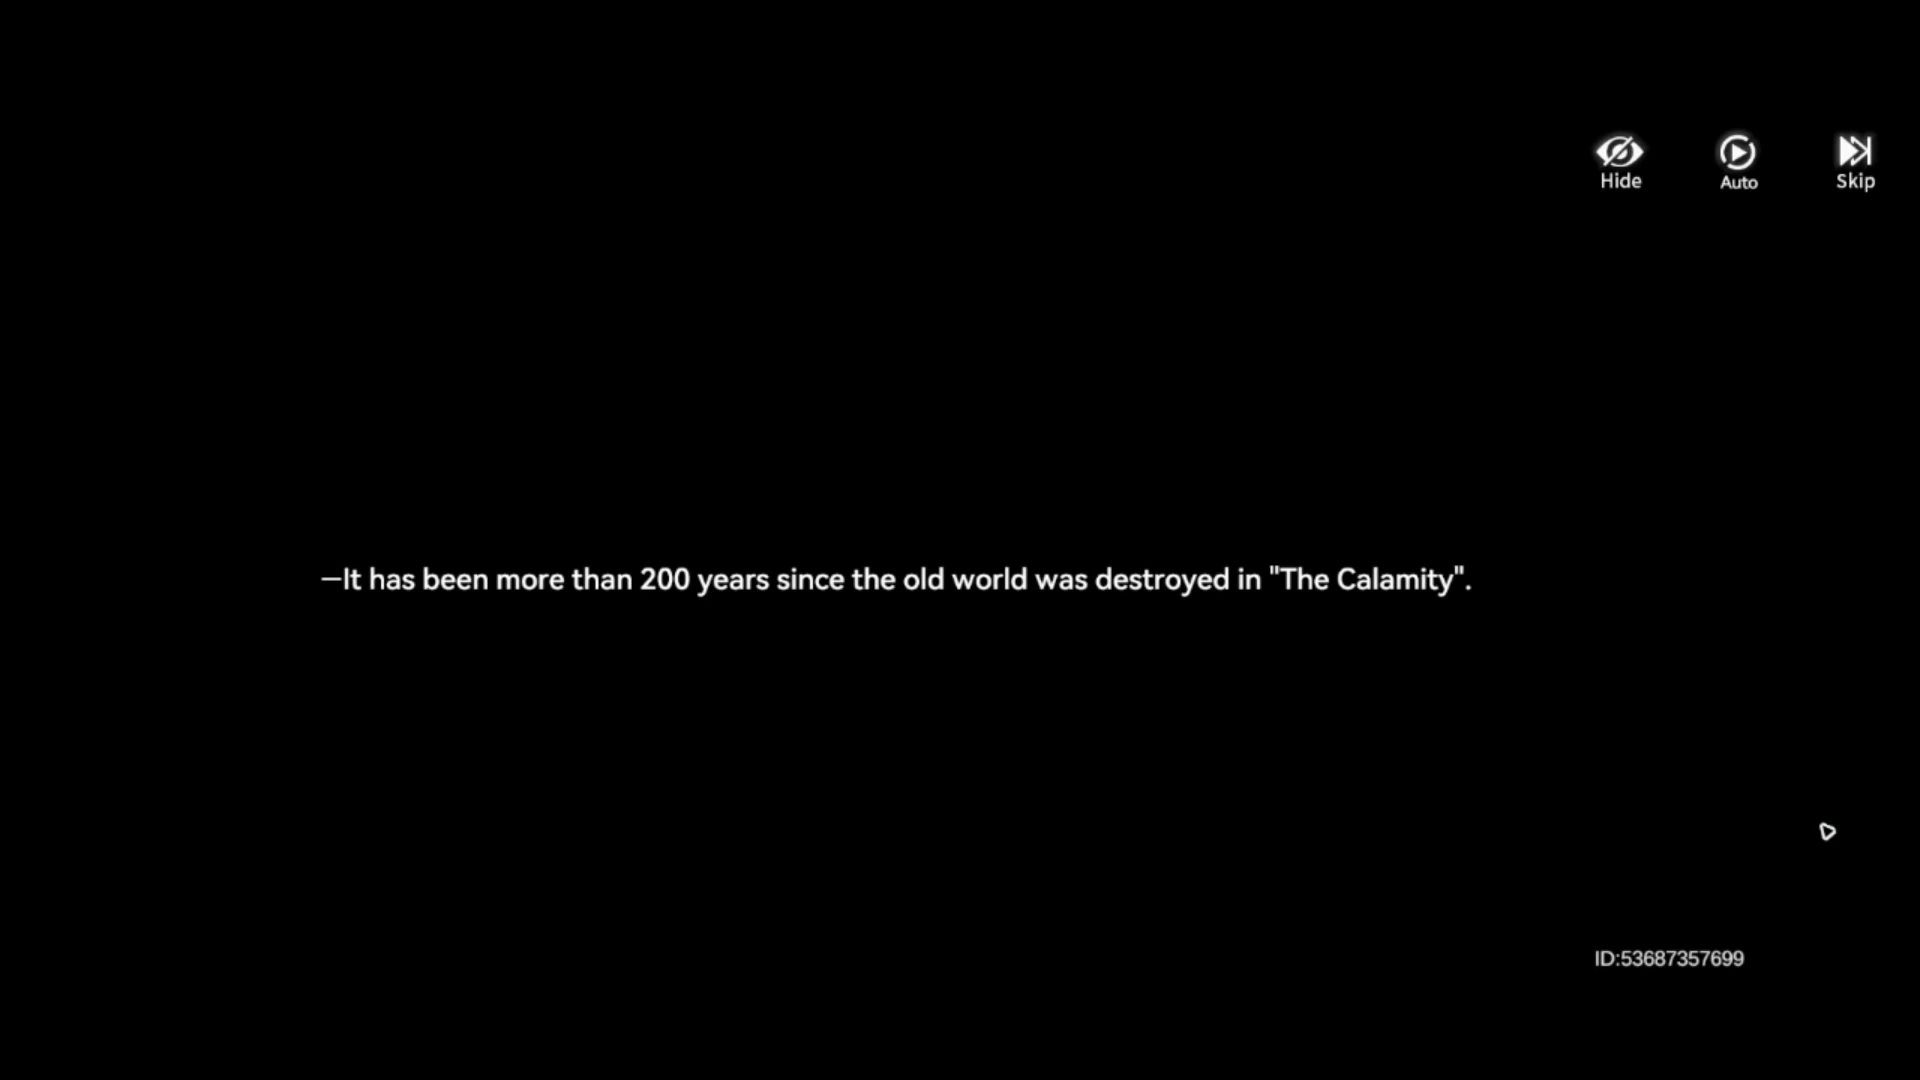 Hide Auto Skip
—It has been more than 200 years since the old world was destroyed in "The Calamity".
ID:53687357699